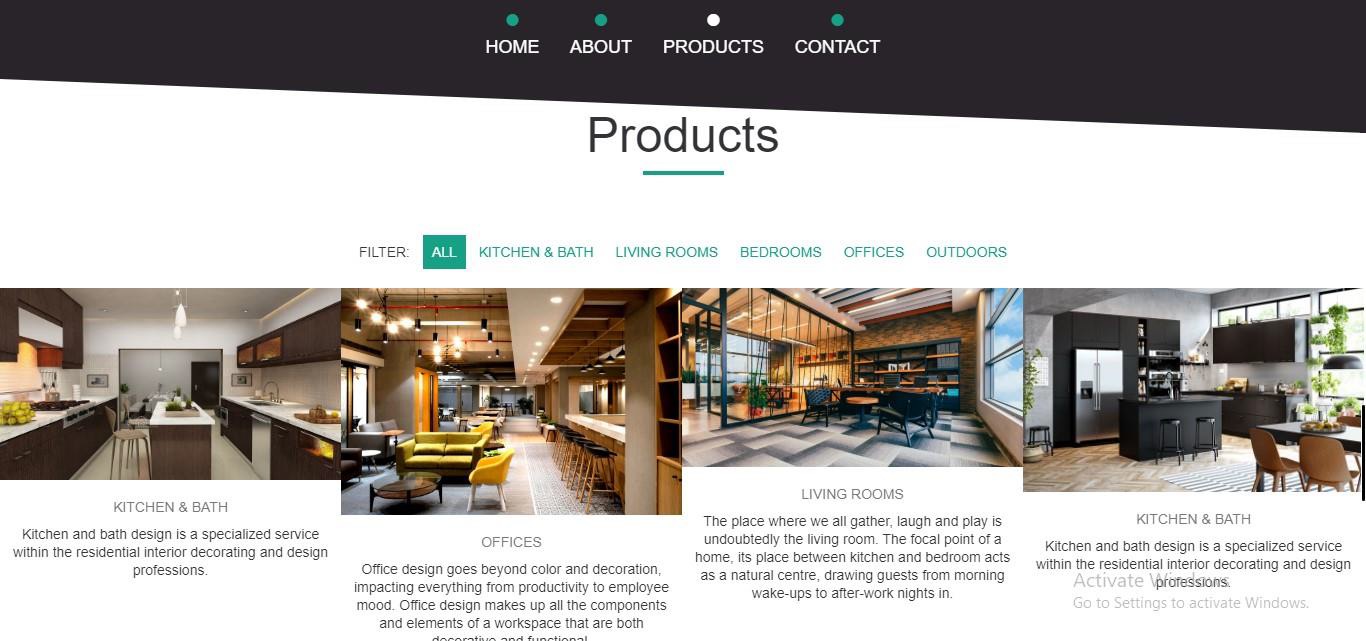 HOME ABOUT PRODUCTS CONTACT
Products
FILTER: ALL KITCHEN & BATH LIVING ROOMS BEDROOMS OFFICES OUTDOORS
KITCHEN & BATH
Kitchen and bath design is a specialized service
within the residential interior decorating and design
professions.
OFFICES
Office design goes beyond color and decoration,
impacting everything from productivity to employee
mood. Office design makes up all the components
and elements of a workspace that are both
decorative and functional.
LIVING ROOMS
The place where we all gather, laugh and play is
undoubtedly the living room. The focal point of a
home, its place between kitchen and bedroom acts
as a natural centre, drawing guests from morning
wake-ups to after-work nights in.
KITCHEN & BATH
Kitchen and bath design is a specialized service
within the residential interior decorating and design
professions.
Activate Windows
Go to Settings to activate Windows.